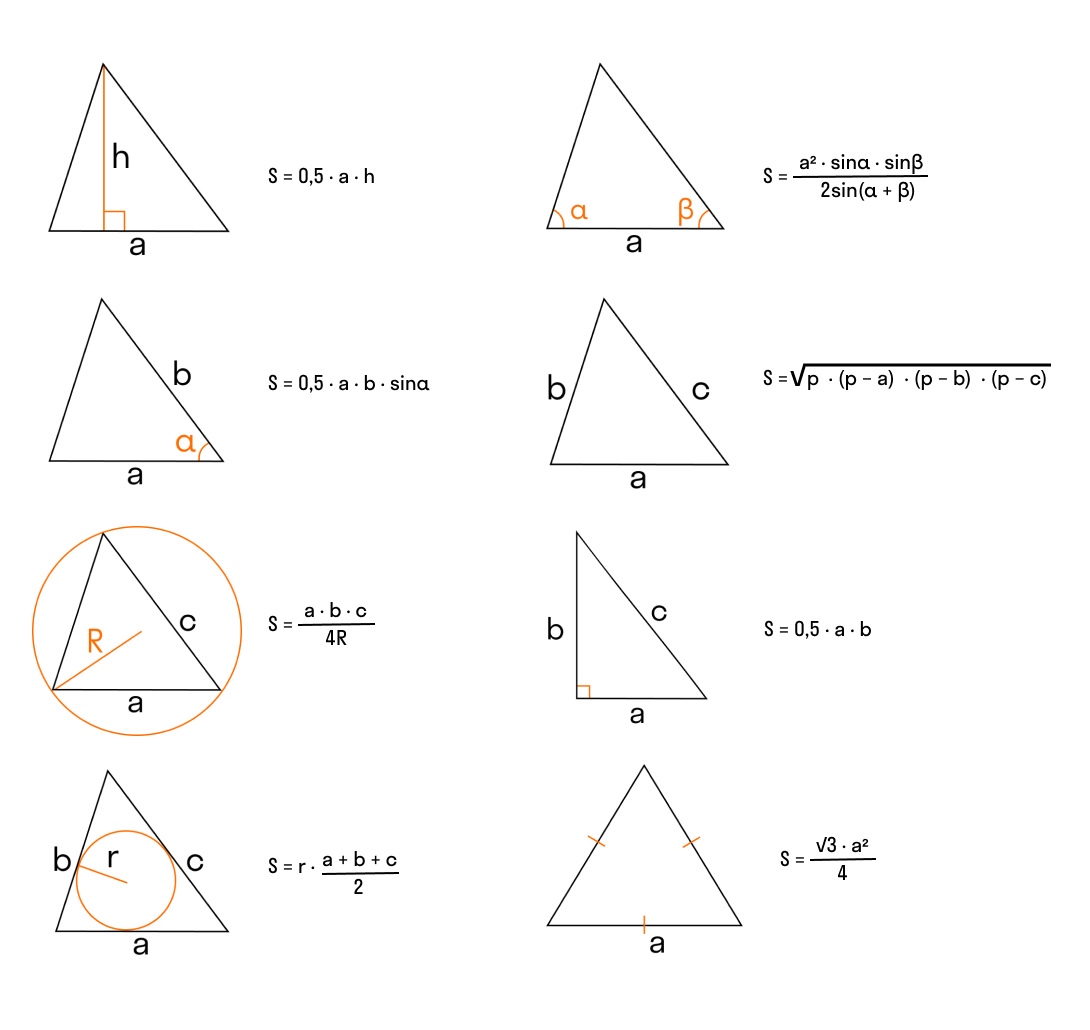 h
S = 0,5 · a · h
a
α
β
a
S = a² · sinα · sinβ
2sin(α + β)
b
α
a
S = 0,5 · a · b · sinα
b
c
a
S = √p · (p − a) · (p − b) · (p − c)
R
c
a
S = a · b · c
4R
b
c
a
S = 0,5 · a · b
b
r
c
a
S = r · a + b + c
2
a
S = √3 · a²
4